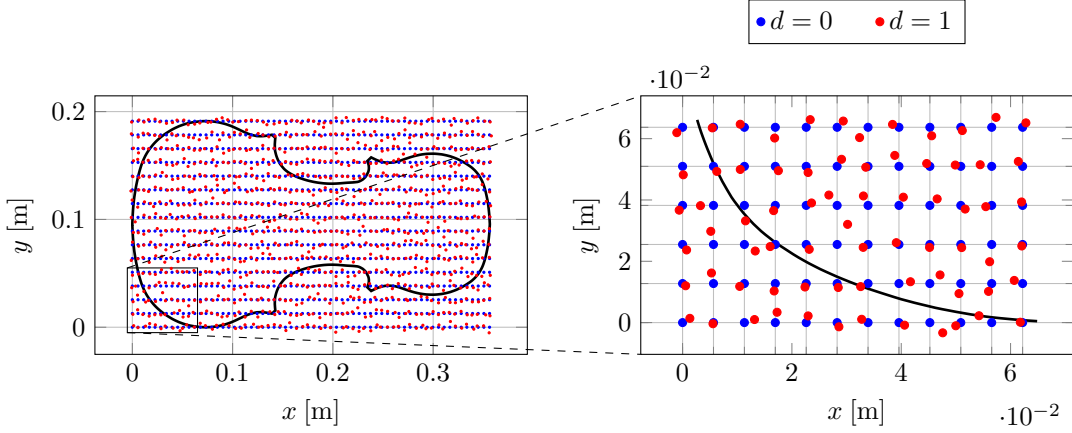 d = 0 d = 1
·10⁻²
0.2
0.1
0
y [m]
0 0.1 0.2 0.3
x [m]
6
4
2
0
y [m]
0 2 4 6
x [m] ·10⁻²